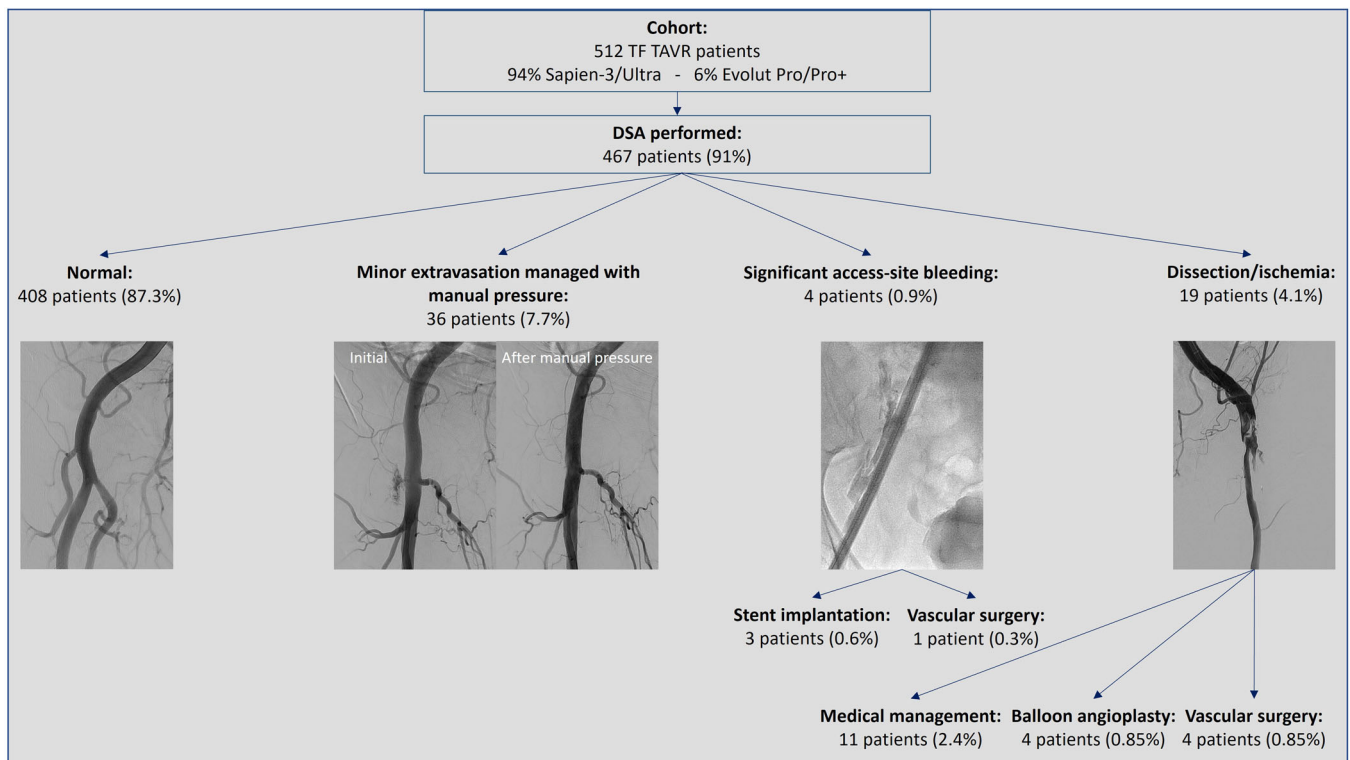 Cohort:
512 TF TAVR patients
94% Sapien-3/Ultra - 6% Evolut Pro/Pro+
DSA performed:
467 patients (91%)
Normal:
408 patients (87.3%)
Minor extravasation managed with
manual pressure:
36 patients (7.7%)
Significant access-site bleeding:
4 patients (0.9%)
Dissection/ischemia:
19 patients (4.1%)
Initial
After manual pressure
Stent implantation:
3 patients (0.6%)
Vascular surgery:
1 patient (0.3%)
Medical management:
11 patients (2.4%)
Balloon angioplasty:
4 patients (0.85%)
Vascular surgery:
4 patients (0.85%)